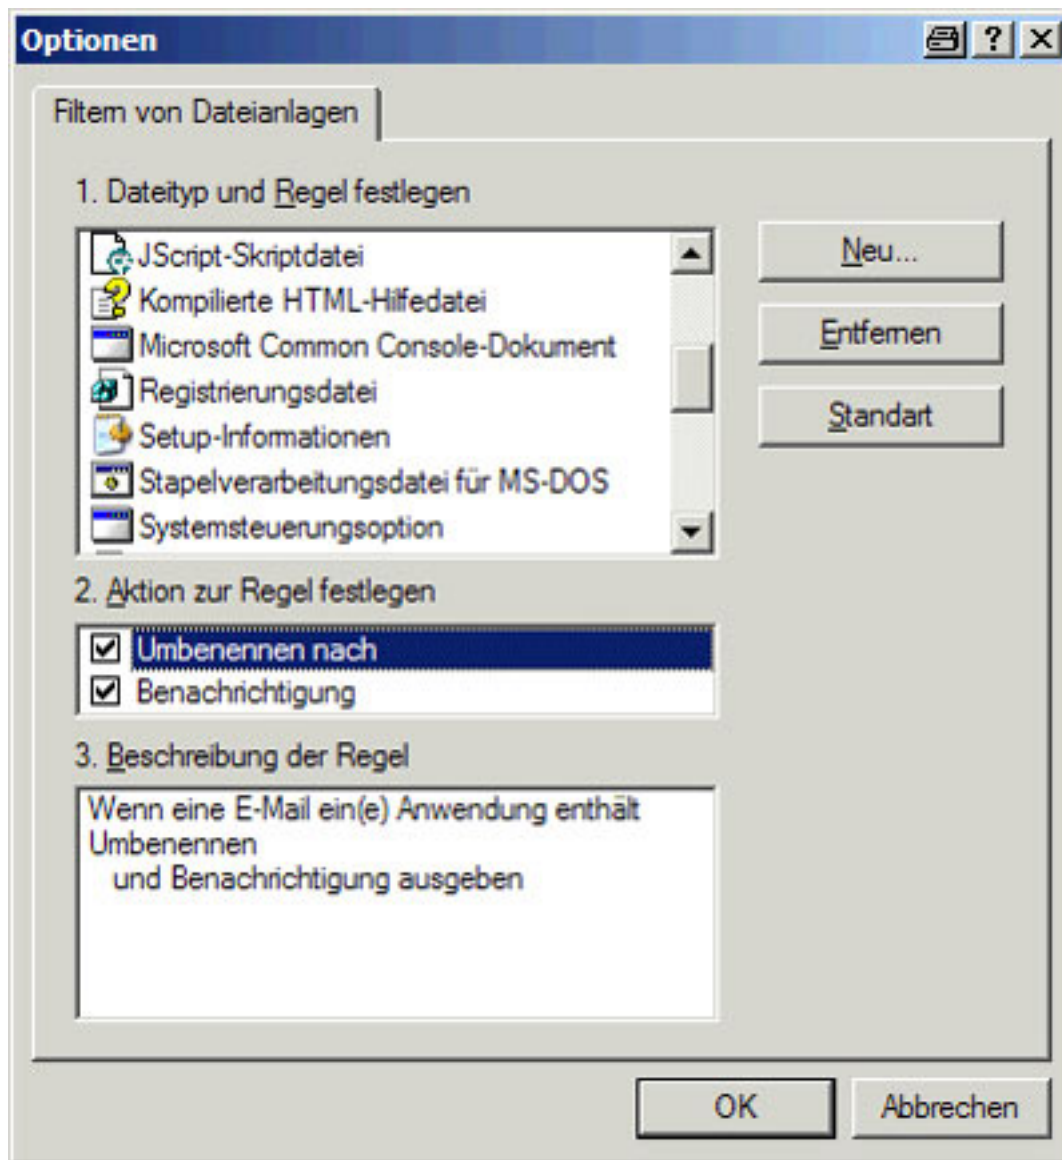 Optionen
Filtern von Dateianlagen
1. Dateityp und Regel festlegen
JScript-Skriptdatei
Kompilierte HTML-Hilfedatei
Microsoft Common Console-Dokument
Registrierungsdatei
Setup-Informationen
Stapelverarbeitungsdatei für MS-DOS
Systemsteuerungsoption
Neu...
Entfernen
Standart
2. Aktion zur Regel festlegen
Umbenennen nach
Benachrichtigung
3. Beschreibung der Regel
Wenn eine E-Mail ein(e) Anwendung enthält
Umbenennen
und Benachrichtigung ausgeben
OK
Abbrechen